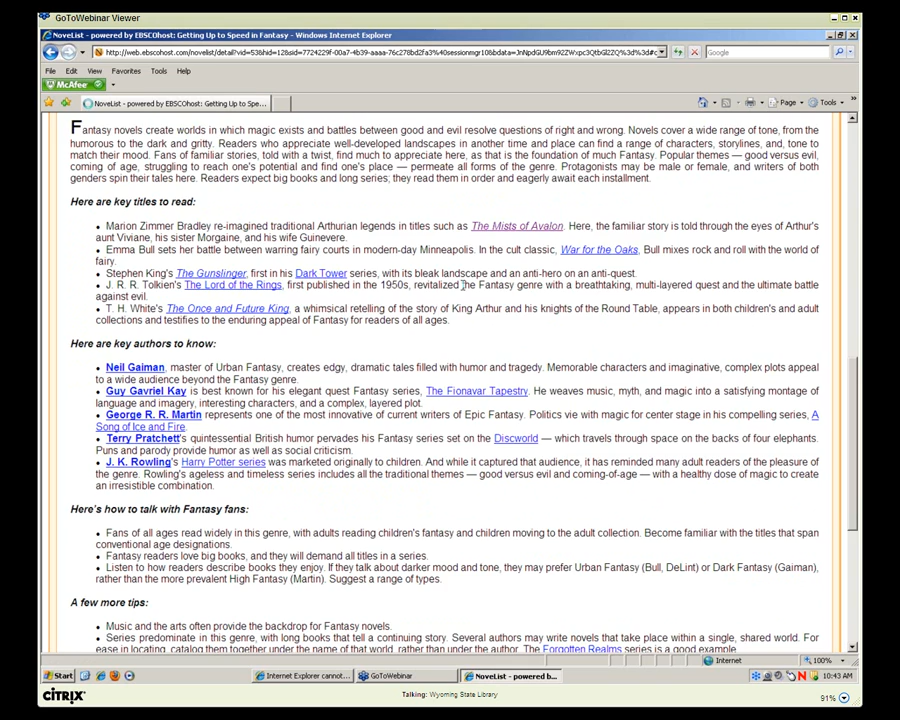 GoToWebinar Viewer
NoveList - powered by EBSCOhost: Getting Up to Speed in Fantasy - Windows Internet Explorer
Google
File Edit View Favorites Tools Help
McAfee
NoveList - powered by EBSCOhost: Getting Up to Spee... Page Tools
Fantasy novels create worlds in which magic exists and battles between good and evil resolve questions of right and wrong. Novels cover a wide range of tone, from the
humorous to the dark and gritty. Readers who appreciate well-developed landscapes in another time and place can find a range of characters, storylines, and, tone to
match their mood. Fans of familiar stories, told with a twist, find much to appreciate here, as that is the foundation of much Fantasy. Popular themes — good versus evil,
coming of age, struggling to reach one's potential and find one's place — permeate all forms of the genre. Protagonists may be male or female, and writers of both
genders spin their tales here. Readers expect big books and long series; they read them in order and eagerly await each installment.
Here are key titles to read:
• Marion Zimmer Bradley re-imagined traditional Arthurian legends in titles such as The Mists of Avalon. Here, the familiar story is told through the eyes of Arthur's
aunt Viviane, his sister Morgaine, and his wife Guinevere.
• Emma Bull sets her battle between warring fairy courts in modern-day Minneapolis. In the cult classic, War for the Oaks, Bull mixes rock and roll with the world of
fairy.
• Stephen King's The Gunslinger, first in his Dark Tower series, with its bleak landscape and an anti-hero on an anti-quest.
• J. R. R. Tolkien's The Lord of the Rings, first published in the 1950s, revitalized the Fantasy genre with a breathtaking, multi-layered quest and the ultimate battle
against evil.
• T. H. White's The Once and Future King, a whimsical retelling of the story of King Arthur and his knights of the Round Table, appears in both children's and adult
collections and testifies to the enduring appeal of Fantasy for readers of all ages.
Here are key authors to know:
• Neil Gaiman, master of Urban Fantasy, creates edgy, dramatic tales filled with humor and tragedy. Memorable characters and imaginative, complex plots appeal
to a wide audience beyond the Fantasy genre.
• Guy Gavriel Kay is best known for his elegant quest Fantasy series, The Fionavar Tapestry. He weaves music, myth, and magic into a satisfying montage of
language and imagery, interesting characters, and a complex, layered plot.
• George R. R. Martin represents one of the most innovative of current writers of Epic Fantasy. Politics vie with magic for center stage in his compelling series, A
Song of Ice and Fire.
• Terry Pratchett's quintessential British humor pervades his Fantasy series set on the Discworld — which travels through space on the backs of four elephants.
Puns and parody provide humor as well as social criticism.
• J. K. Rowling's Harry Potter series was marketed originally to children. And while it captured that audience, it has reminded many adult readers of the pleasure of
the genre. Rowling's ageless and timeless series includes all the traditional themes — good versus evil and coming-of-age — with a healthy dose of magic to create
an irresistible combination.
Here's how to talk with Fantasy fans:
• Fans of all ages read widely in this genre, with adults reading children's fantasy and children moving to the adult collection. Become familiar with the titles that span
conventional age designations.
• Fantasy readers love big books, and they will demand all titles in a series.
• Listen to how readers describe books they enjoy. If they talk about darker mood and tone, they may prefer Urban Fantasy (Bull, DeLint) or Dark Fantasy (Gaiman),
rather than the more prevalent High Fantasy (Martin). Suggest a range of types.
A few more tips:
• Music and the arts often provide the backdrop for Fantasy novels.
• Series predominate in this genre, with long books that tell a continuing story. Several authors may write novels that take place within a single, shared world. For
ease in locating, catalog them together under the name of that world, rather than under the author. The Forgotten Realms series is a good example.
Internet 100%
Start Internet Explorer cannot... GoToWebinar NoveList - powered b... 10:43 AM
CITRIX Talking: Wyoming State Library 91%